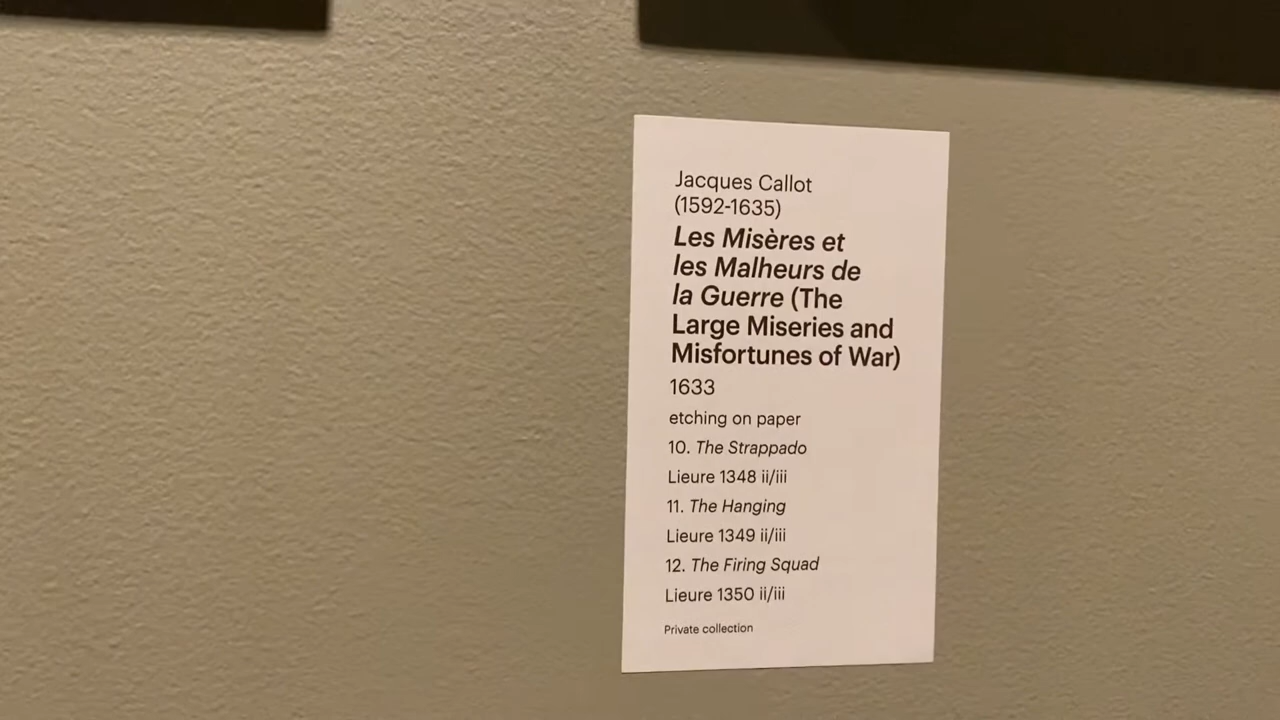 Jacques Callot
(1592-1635)
Les Misères et
les Malheurs de
la Guerre (The
Large Miseries and
Misfortunes of War)
1633
etching on paper
10. The Strappado
Lieure 1348 ii/iii
11. The Hanging
Lieure 1349 ii/iii
12. The Firing Squad
Lieure 1350 ii/iii
Private collection